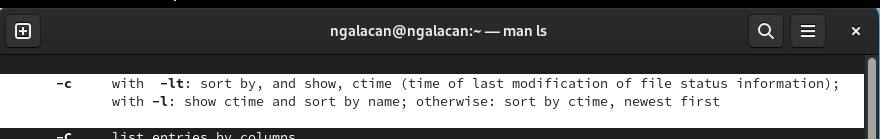 ngalacan@ngalacan:~ — man ls
-c with -lt: sort by, and show, ctime (time of last modification of file status information);
with -l: show ctime and sort by name; otherwise: sort by ctime, newest first
-C list entries by columns